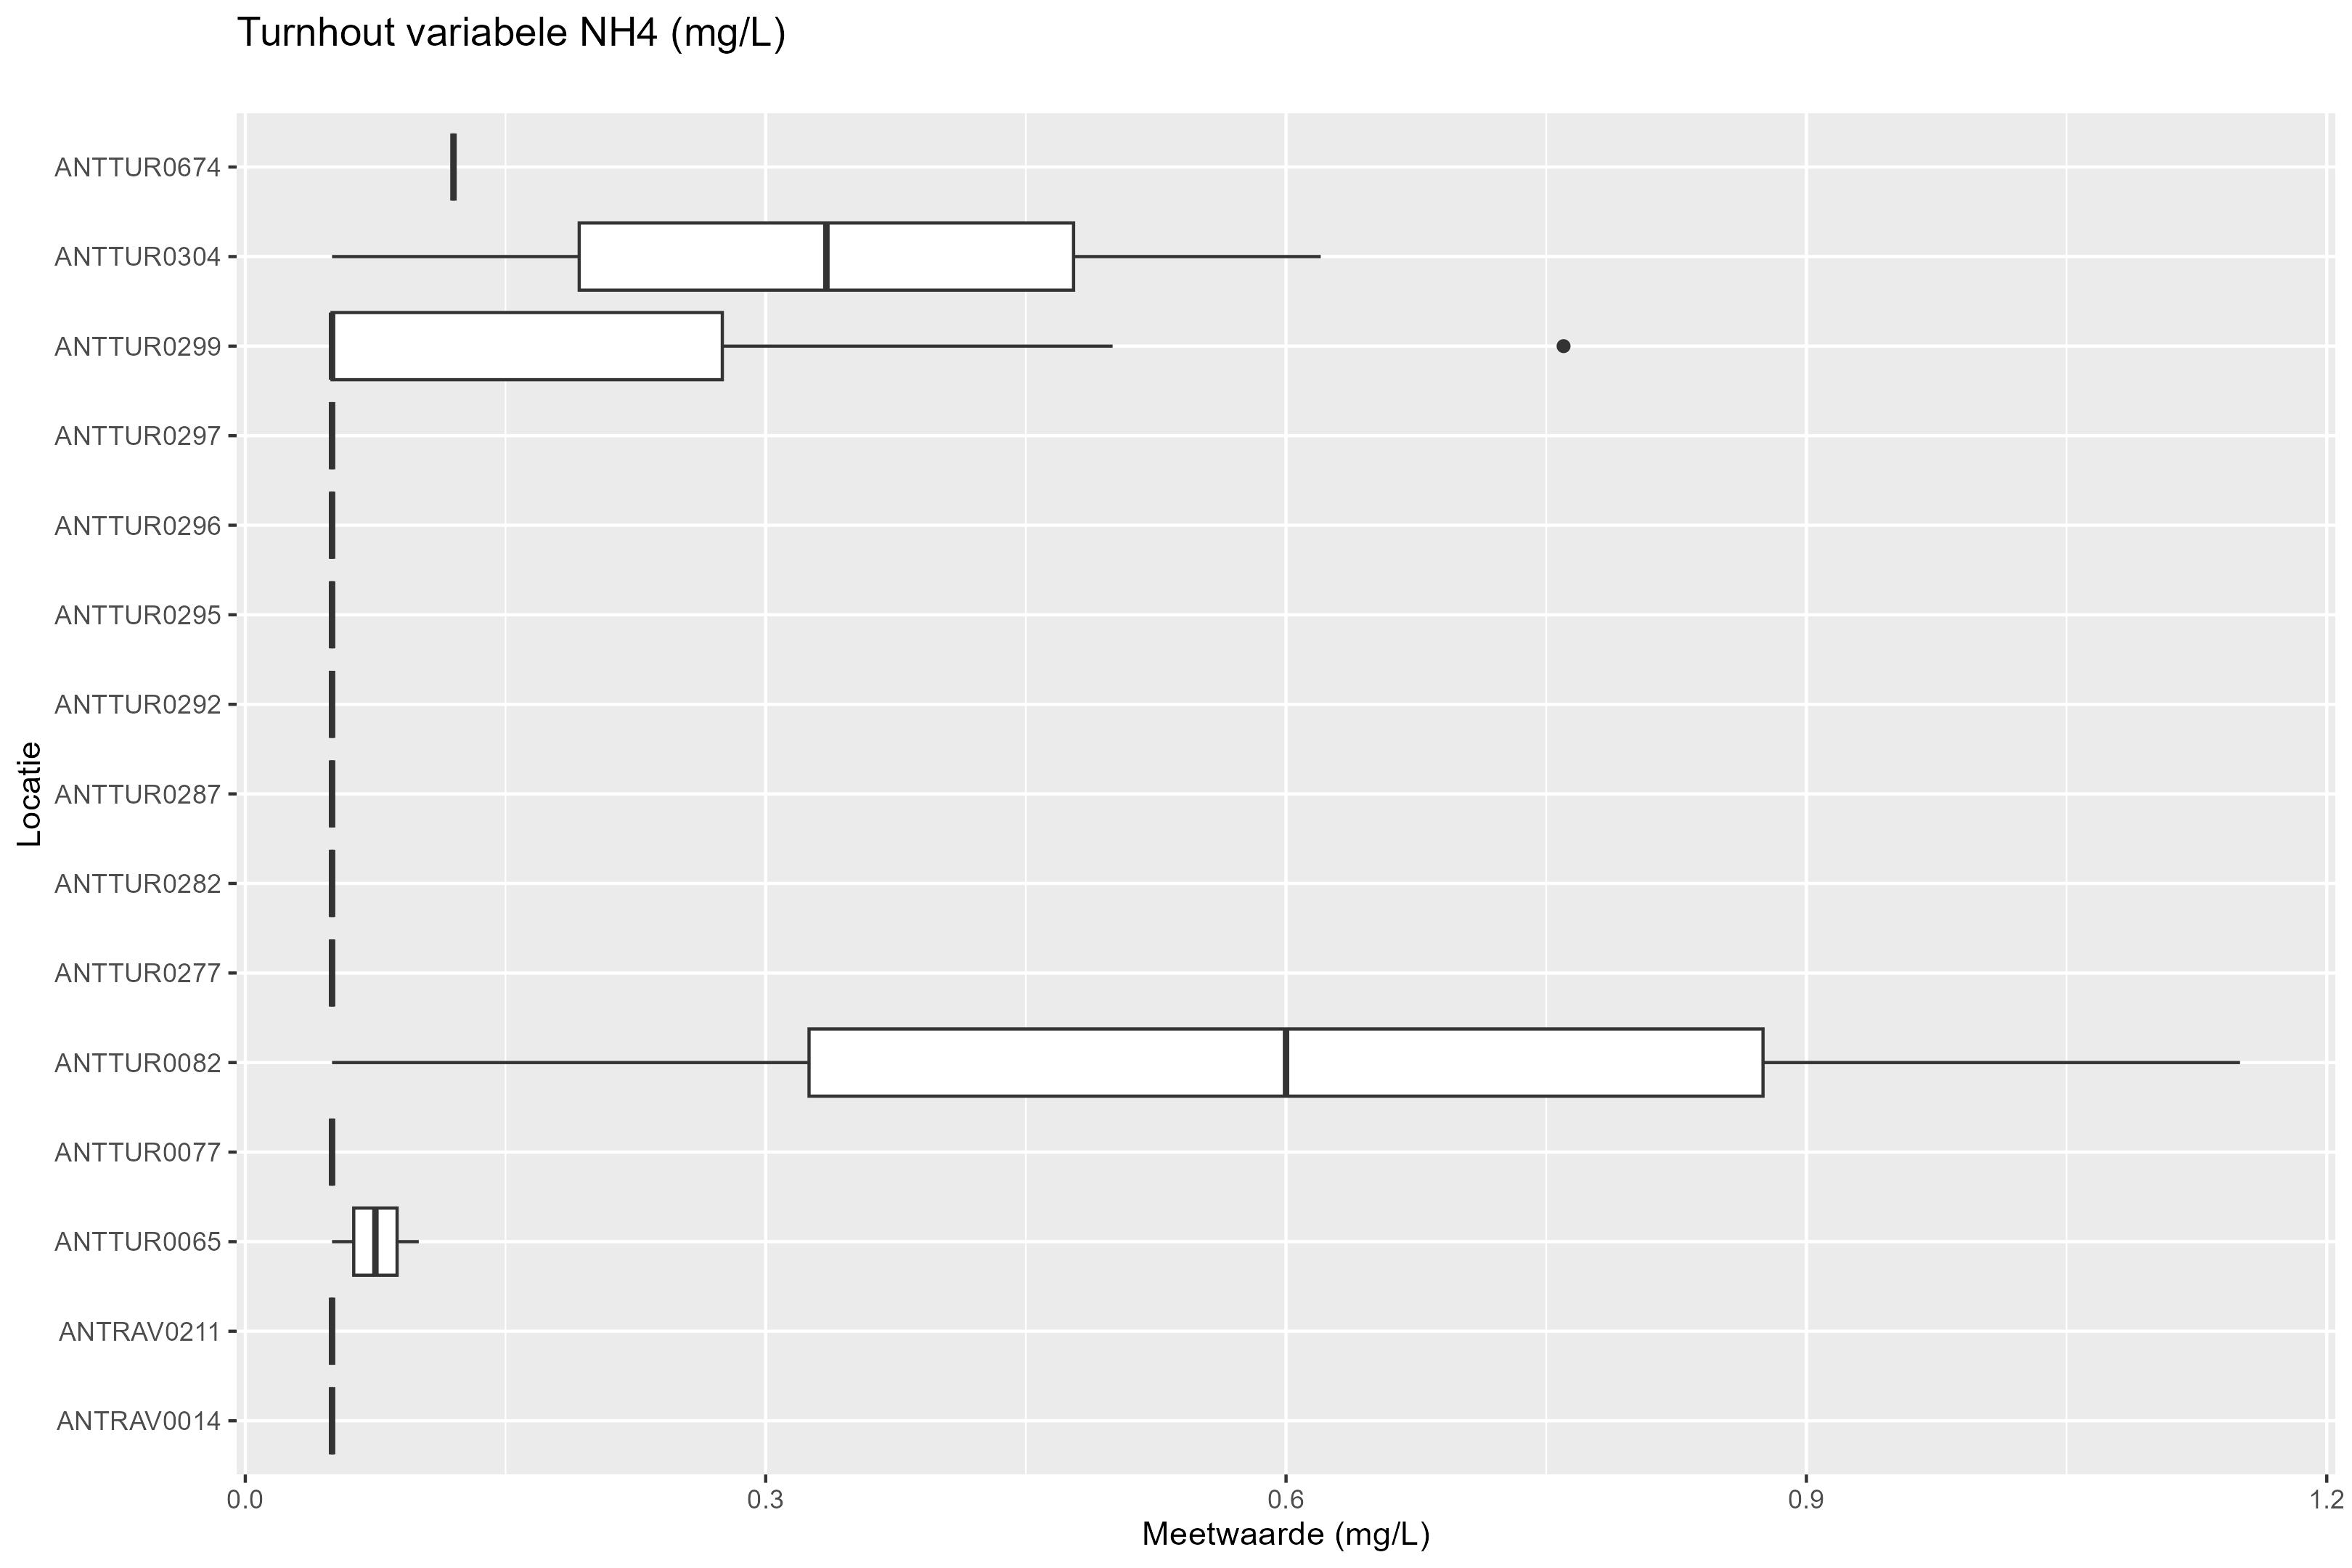 Turnhout variabele NH4 (mg/L)
ANTTUR0674
ANTTUR0304
ANTTUR0299
ANTTUR0297
ANTTUR0296
ANTTUR0295
ANTTUR0292
ANTTUR0287
ANTTUR0282
ANTTUR0277
ANTTUR0082
ANTTUR0077
ANTTUR0065
ANTRAV0211
ANTRAV0014
Locatie
0.0 0.3 0.6 0.9 1.2
Meetwaarde (mg/L)